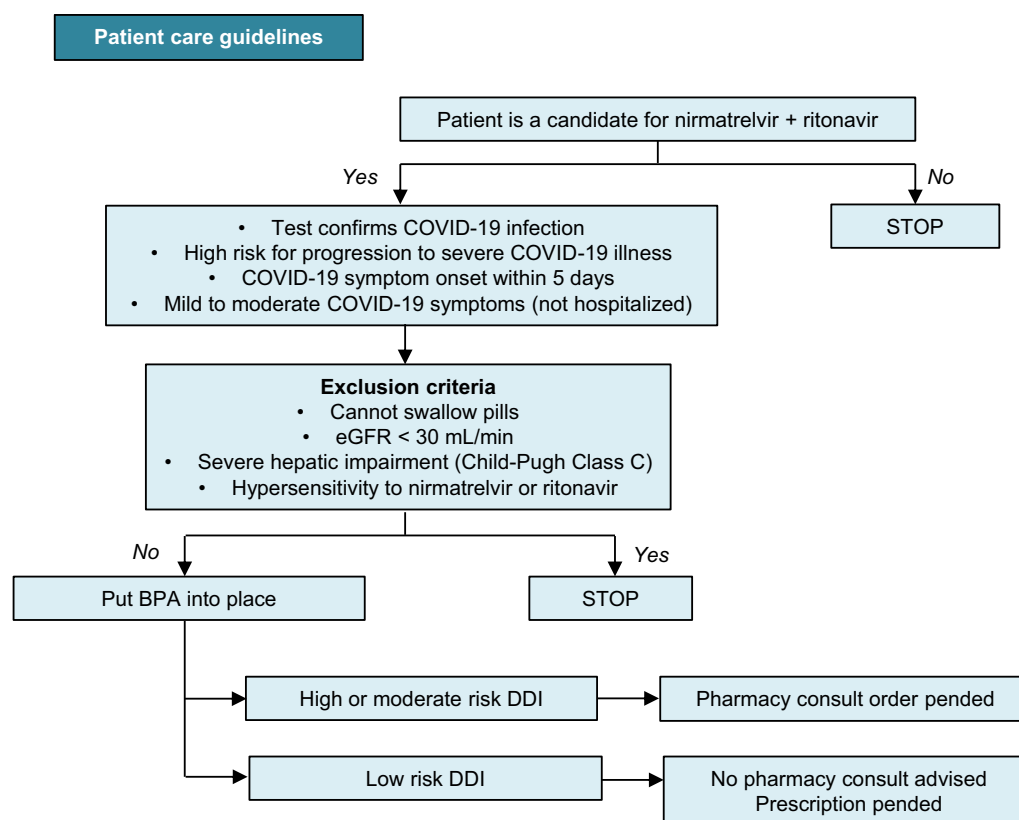 Patient care guidelines
Patient is a candidate for nirmatrelvir + ritonavir
Yes
No
• Test confirms COVID-19 infection
• High risk for progression to severe COVID-19 illness
• COVID-19 symptom onset within 5 days
• Mild to moderate COVID-19 symptoms (not hospitalized)
STOP
Exclusion criteria
• Cannot swallow pills
• eGFR < 30 mL/min
• Severe hepatic impairment (Child-Pugh Class C)
• Hypersensitivity to nirmatrelvir or ritonavir
No
Yes
Put BPA into place
STOP
High or moderate risk DDI
Pharmacy consult order pended
Low risk DDI
No pharmacy consult advised
Prescription pended